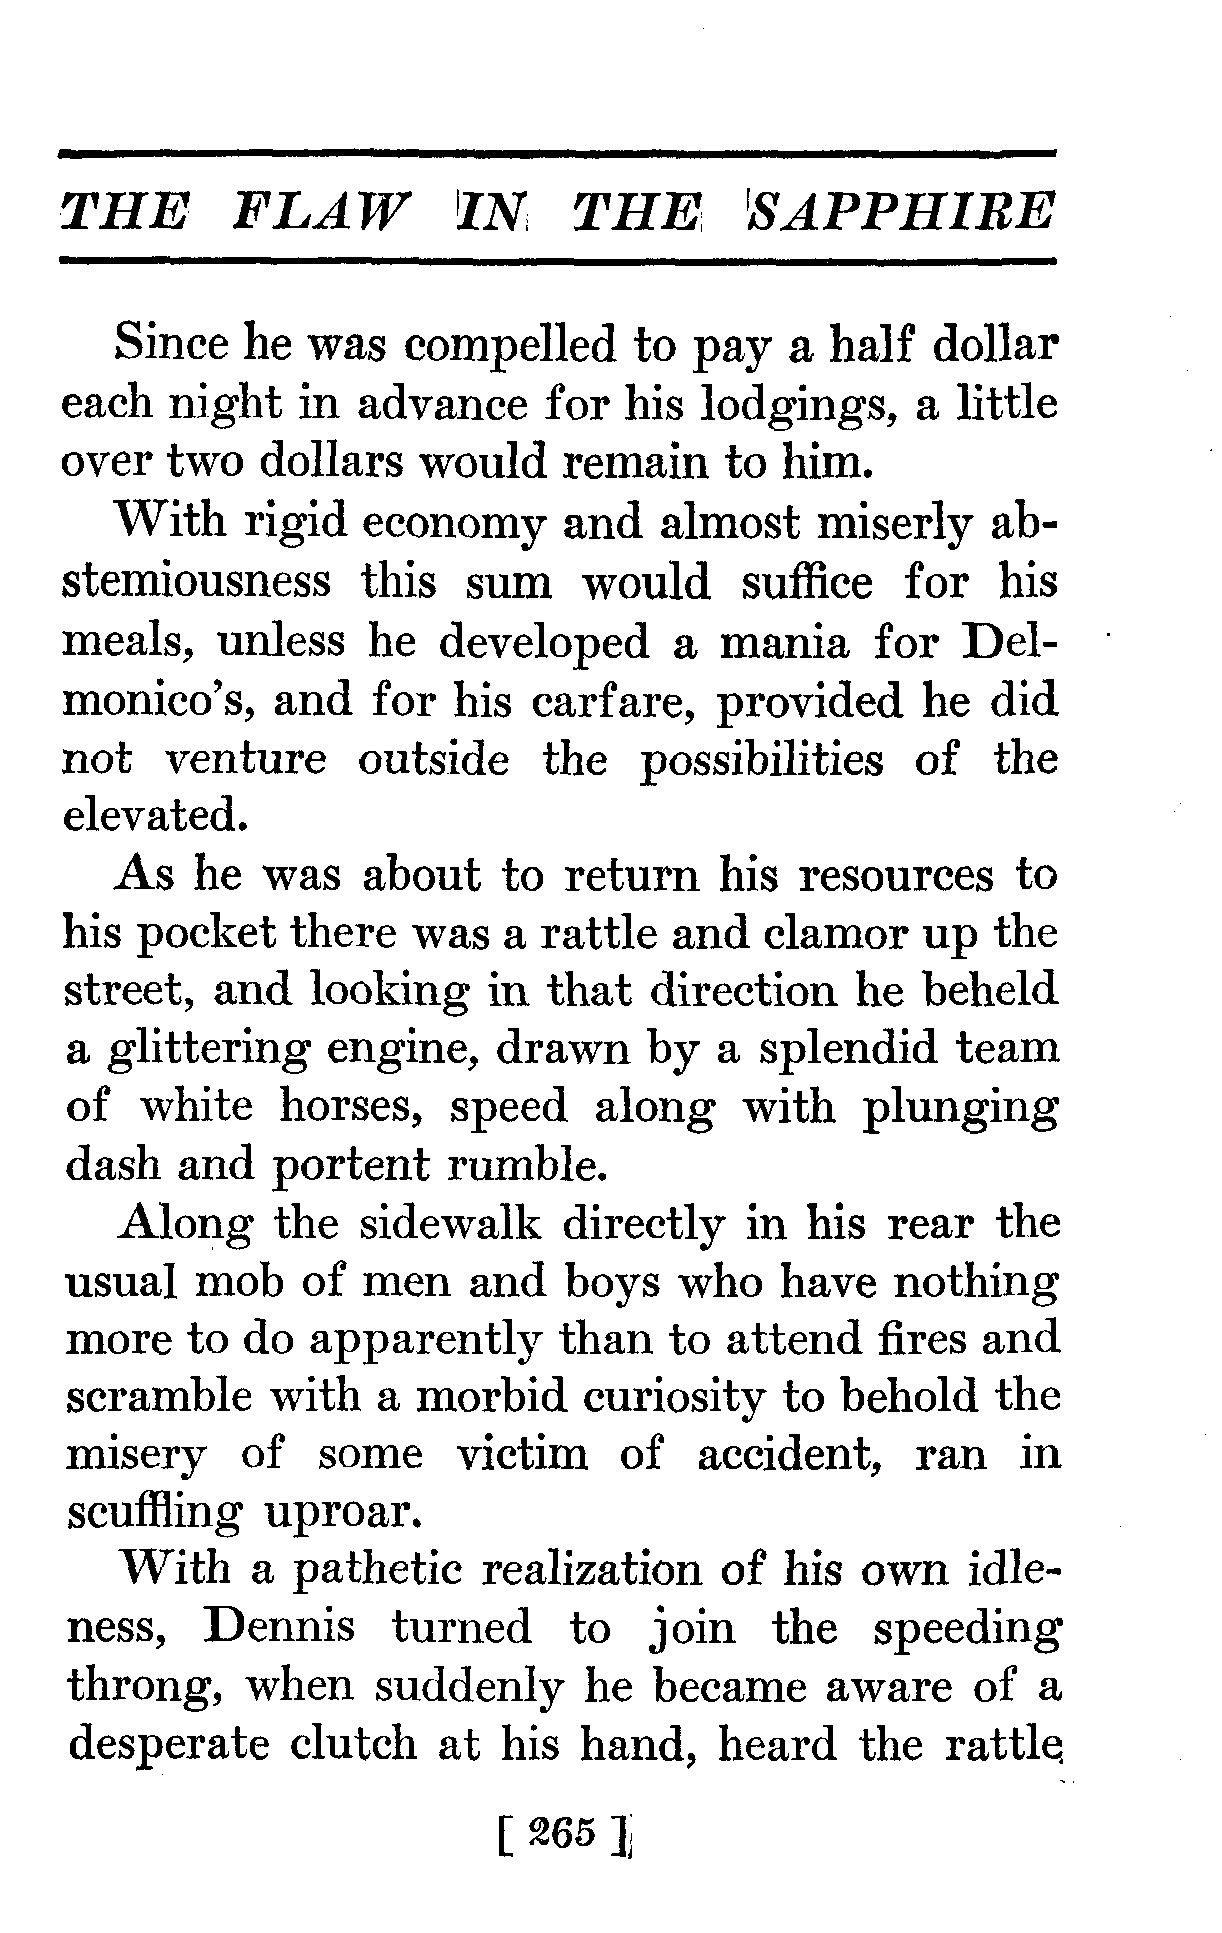 THE FLAW IN THE SAPPHIRE
Since he was compelled to pay a half dollar
each night in advance for his lodgings, a little
over two dollars would remain to him.
With rigid economy and almost miserly ab-
stemiousness this sum would suffice for his
meals, unless he developed a mania for Del-
monico's, and for his carfare, provided he did
not venture outside the possibilities of the
elevated.
As he was about to return his resources to
his pocket there was a rattle and clamor up the
street, and looking in that direction he beheld
a glittering engine, drawn by a splendid team
of white horses, speed along with plunging
dash and portent rumble.
Along the sidewalk directly in his rear the
usual mob of men and boys who have nothing
more to do apparently than to attend fires and
scramble with a morbid curiosity to behold the
misery of some victim of accident, ran in
scuffling uproar.
With a pathetic realization of his own idle-
ness, Dennis turned to join the speeding
throng, when suddenly he became aware of a
desperate clutch at his hand, heard the rattle
[ 265 ]